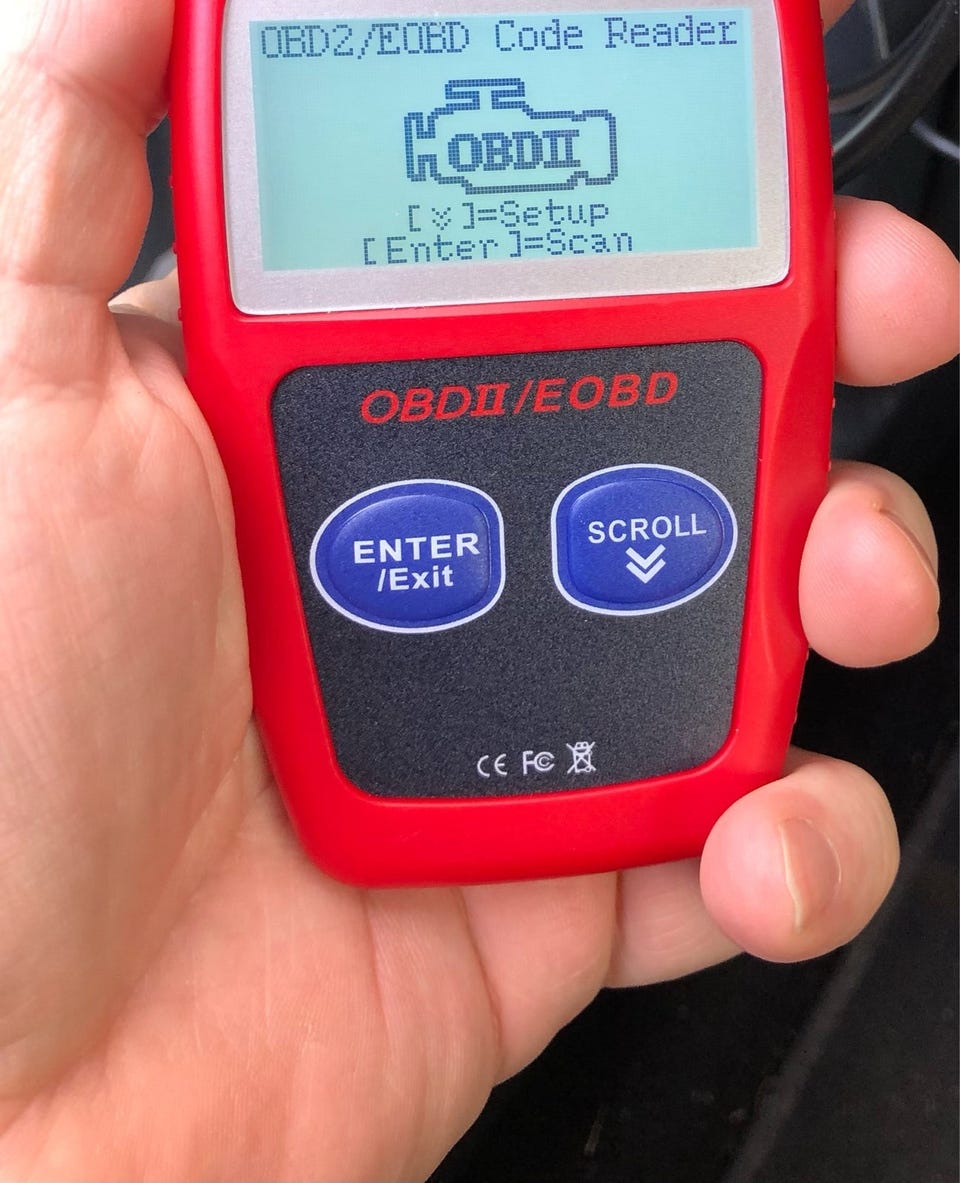 OBD2/EOBD Code Reader
OBDII
[⌄]=Setup
[Enter]=Scan
OBDII/EOBD
ENTER
/Exit
SCROLL
CE FC